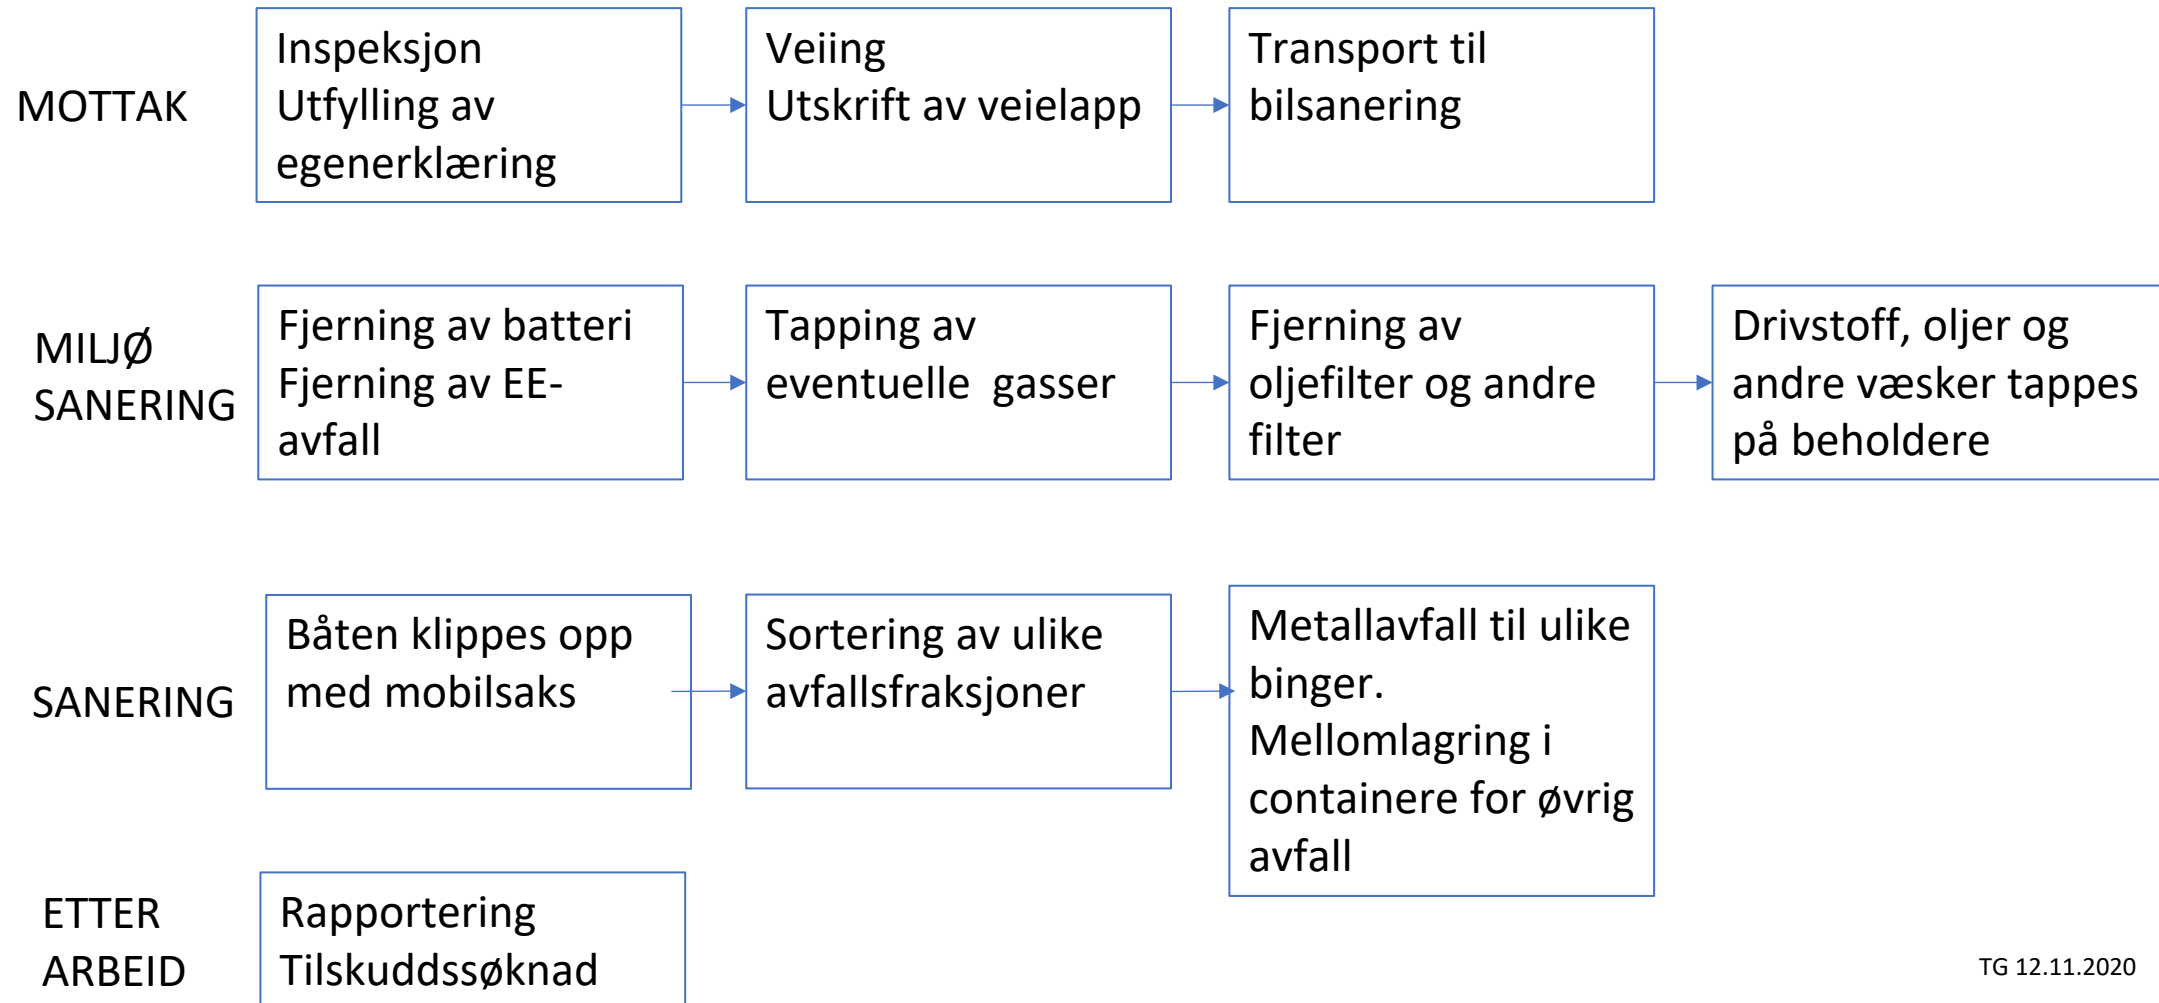 MOTTAK
Inspeksjon
Utfylling av
egenerklæring
Veiing
Utskrift av veielapp
Transport til
bilsanering
MILJØ
SANERING
Fjerning av batteri
Fjerning av EE-
avfall
Tapping av
eventuelle  gasser
Fjerning av
oljefilter og andre
filter
Drivstoff, oljer og
andre væsker tappes
på beholdere
SANERING
Båten klippes opp
med mobilsaks
Sortering av ulike
avfallsfraksjoner
Metallavfall til ulike
binger.
Mellomlagring i
containere for øvrig
avfall
ETTER
ARBEID
Rapportering
Tilskuddssøknad
TG 12.11.2020